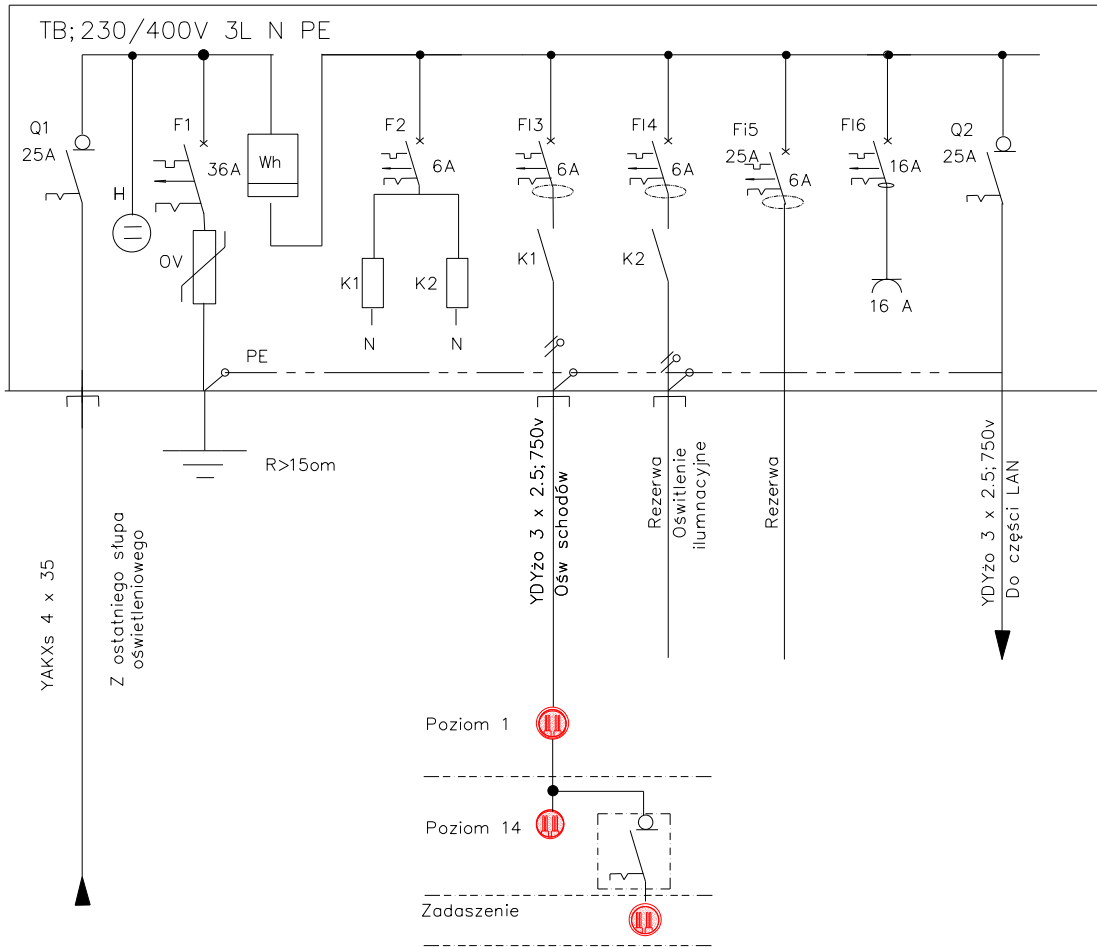 TB; 230/400V 3L N PE
Q1
25A
H
F1
36A
Wh
OV
PE
F2
6A
K1
K2
N
N
FI3
6A
K1
FI4
6A
K2
Fi5
25A
6A
FI6
16A
16 A
Q2
25A
R>15om
YAKXs 4 x 35
Z ostatniego słupa
oświetleniowego
YDYżo 3 x 2.5; 750v
Ośw schodów
Rezerwa
Oświtlenie
ilumnacyjne
Rezerwa
YDYżo 3 x 2.5; 750v
Do części LAN
Poziom 1
Poziom 14
Zadaszenie